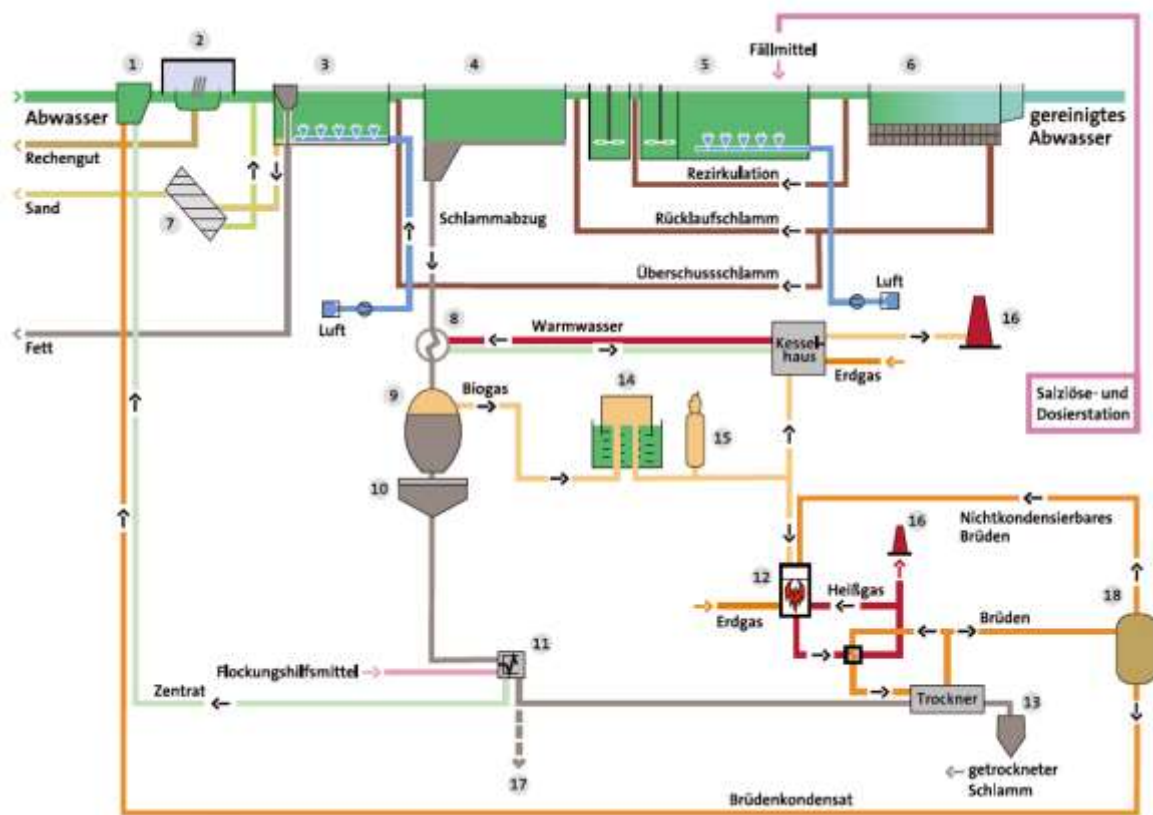 1
2
3
4
5
6
Fällmittel
Abwasser
gereinigtes
Abwasser
Rechengut
Rezirkulation
Sand
7
Schlammabzug
Rücklaufschlamm
Überschussschlamm
Luft
Luft
Fett
8
Warmwasser
Kessel-
haus
16
Erdgas
Salzlöse- und
Dosierstation
9
Biogas
14
15
10
Nichtkondensierbares
Brüden
16
12
Heißgas
18
Erdgas
Brüden
11
Flockungshilfsmittel
Zentrat
Trockner
13
17
getrockneter
Schlamm
Brüdenkondensat